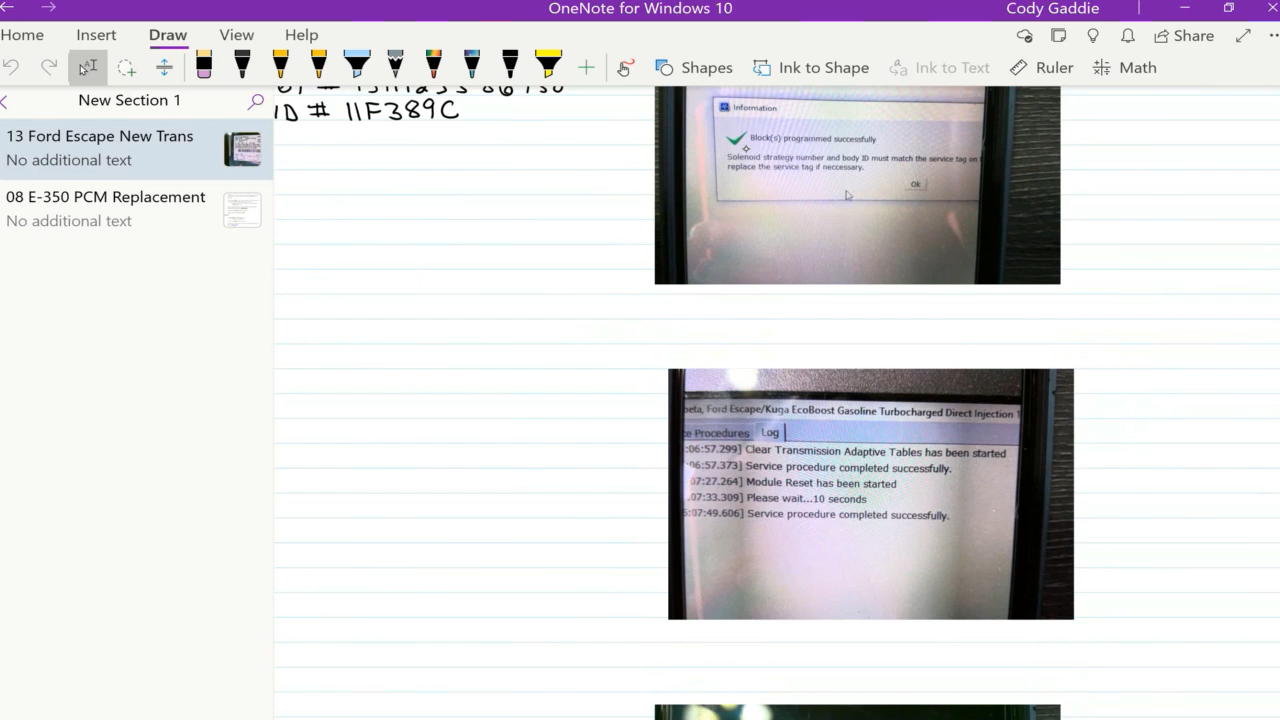 OneNote for Windows 10
Cody Gaddie
Home Insert Draw View Help
Share
Shapes
Ink to Shape
Ink to Text
Ruler
Math
New Section 1
13 Ford Escape New Trans
No additional text
08 E-350 PCM Replacement
No additional text
ID # 11F389C
Information
Block(s) programmed successfully
Solenoid strategy number and body ID must match the service tag on
replace the service tag if neccessary.
Ok
Ford Escape/Kuga EcoBoost Gasoline Turbocharged Direct Injection
Procedures Log
:06:57.299] Clear Transmission Adaptive Tables has been started
06:57.373] Service procedure completed successfully.
07:27.264] Module Reset has been started
.07:33.309] Please wait...10 seconds
:07:49.606] Service procedure completed successfully.